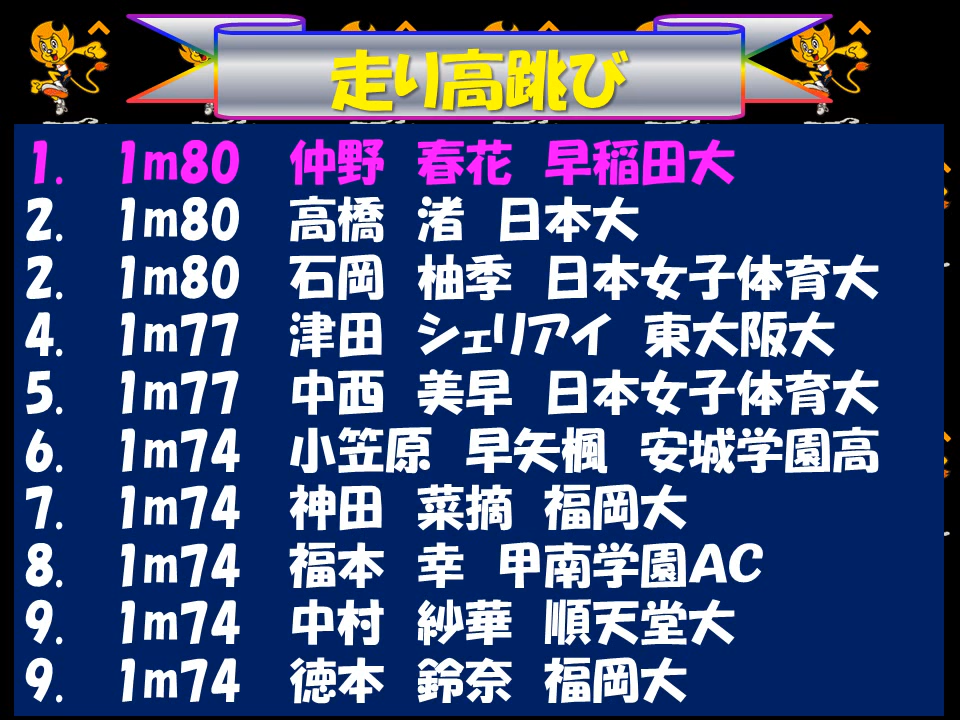 走り高跳び
1. 1m80 仲野 春花 早稲田大
2. 1m80 高橋 渚 日本大
2. 1m80 石岡 柚季 日本女子体育大
4. 1m77 津田 シェリアイ 東大阪大
5. 1m77 中西 美早 日本女子体育大
6. 1m74 小笠原 早矢楓 安城学園高
7. 1m74 神田 菜摘 福岡大
8. 1m74 福本 幸 甲南学園AC
9. 1m74 中村 紗華 順天堂大
9. 1m74 徳本 鈴奈 福岡大